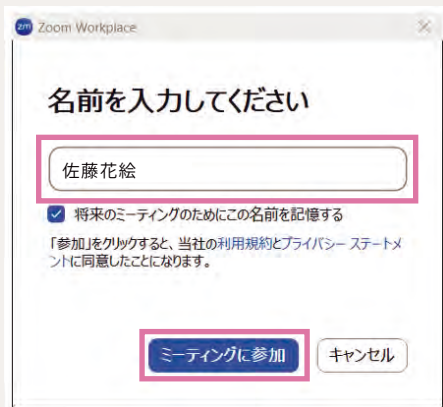 zm Zoom Workplace
名前を入力してください
佐藤花絵
将来のミーティングのためにこの名前を記憶する
「参加」をクリックすると、当社の利用規約とプライバシー ステートメ
ントに同意したことになります。
ミーティングに参加 キャンセル